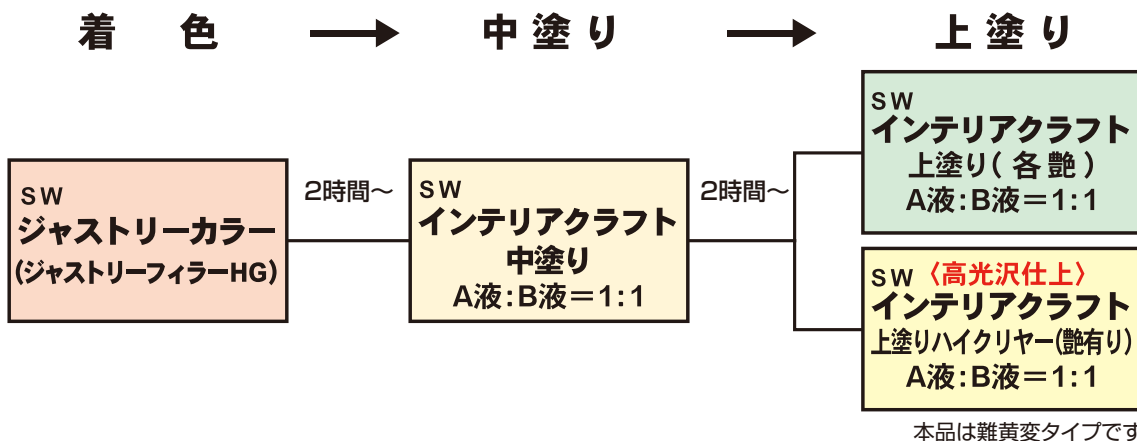 着色 → 中塗り → 上塗り
SW
ジャストリーカラー
(ジャストリーフィラーHG)
2時間〜
SW
インテリアクラフト
中塗り
A液:B液=1:1
2時間〜
SW
インテリアクラフト
上塗り(各艶)
A液:B液=1:1
SW 〈高光沢仕上〉
インテリアクラフト
上塗りハイクリヤー(艶有り)
A液:B液=1:1
本品は難黄変タイプです